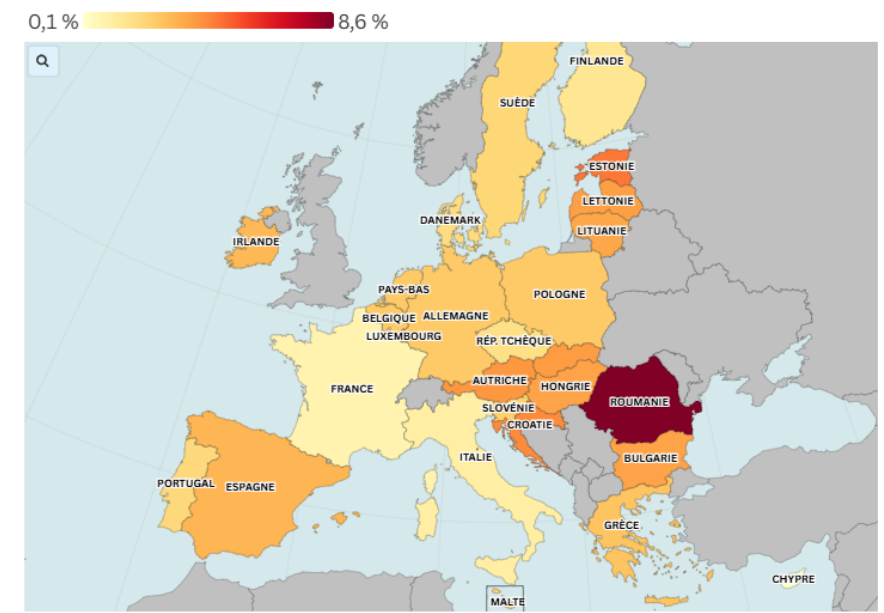 0,1 % 8,6 %
FINLANDE
SUÈDE
ESTONIE
LETTONIE
DANEMARK
LITUANIE
IRLANDE
PAYS-BAS
POLOGNE
BELGIQUE
ALLEMAGNE
LUXEMBOURG
RÉP. TCHÈQUE
AUTRICHE
FRANCE
HONGRIE
ROUMANIE
SLOVÉNIE
CROATIE
ITALIE
BULGARIE
PORTUGAL
ESPAGNE
GRÈCE
CHYPRE
MALTE